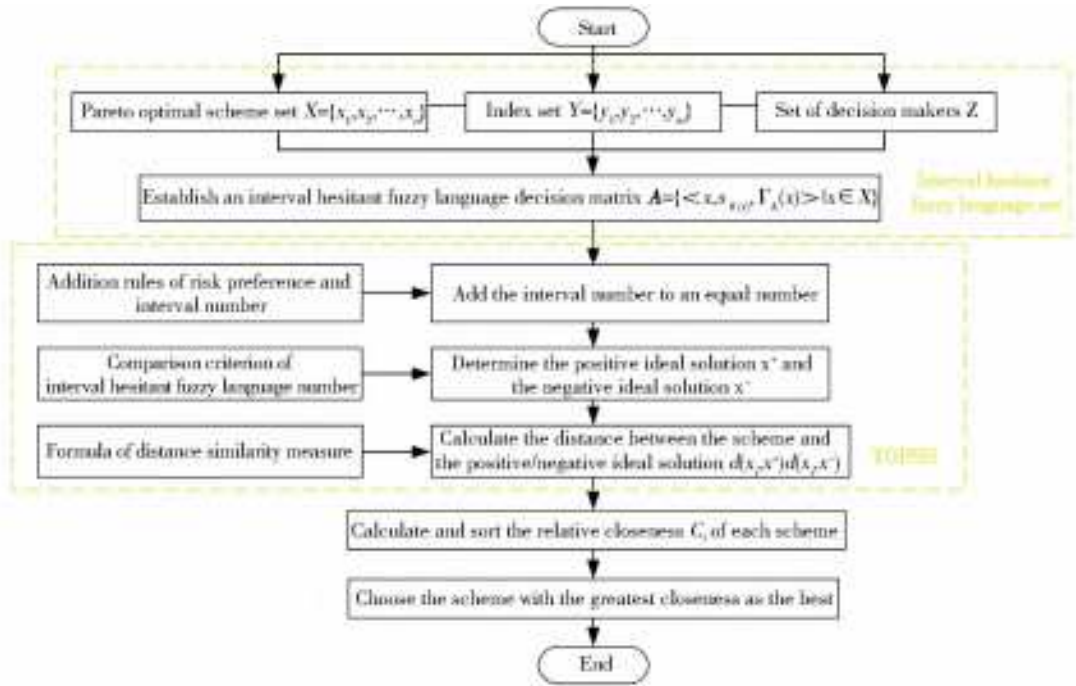 Start
Pareto optimal scheme set X={x₁,x₂,⋯,x
Index set Y={y₁,y₂,⋯,yₙ}
Set of decision makers Z
Establish an interval hesitant fuzzy language decision matrix A={<x,s Γ (x)>|x∈X}
Interval hesitant
fuzzy language set
Addition rules of risk preference and
interval number
Add the interval number to an equal number
Comparison criterion of
interval hesitant fuzzy language number
Determine the positive ideal solution x⁺ and
the negative ideal solution x⁻
Formula of distance similarity measure
Calculate the distance between the scheme and
the positive/negative ideal solution d(xᵢ,x⁺)d(xᵢ,x⁻)
TOPSIS
Calculate and sort the relative closeness Cᵢ of each scheme
Choose the scheme with the greatest closeness as the best
End